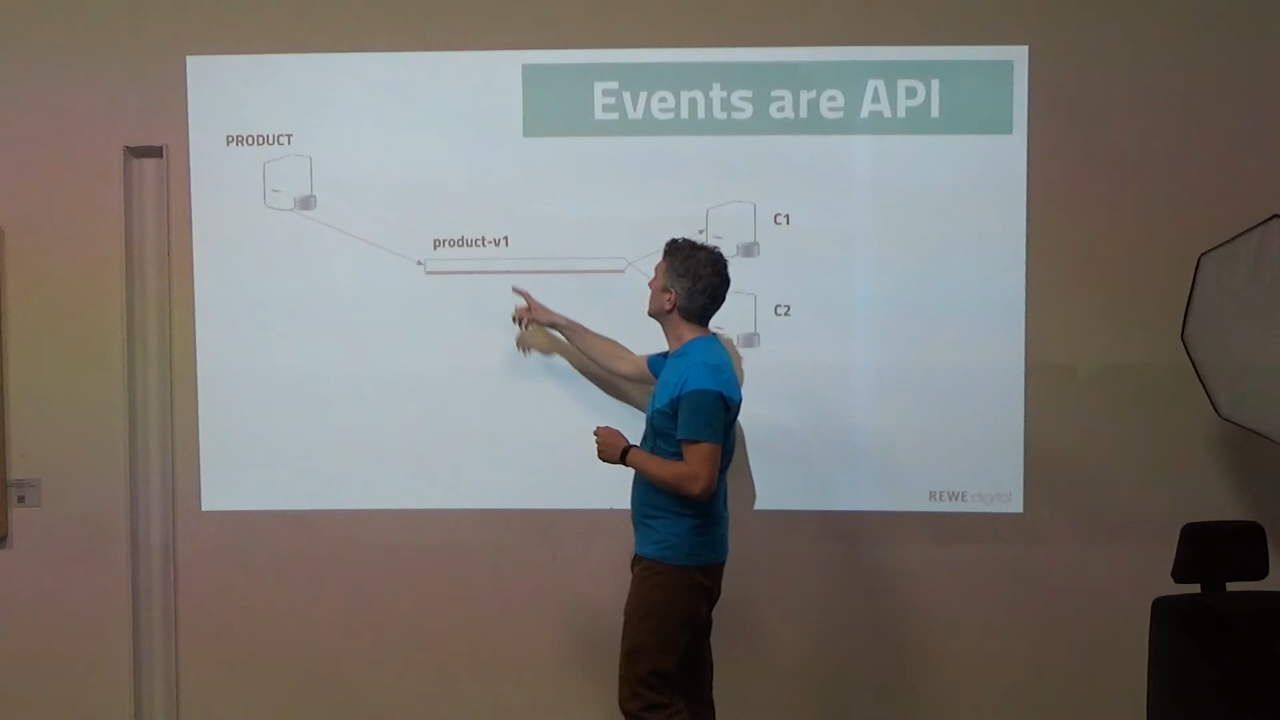 Events are API
PRODUCT
product-v1
C1
C2
REWE digital